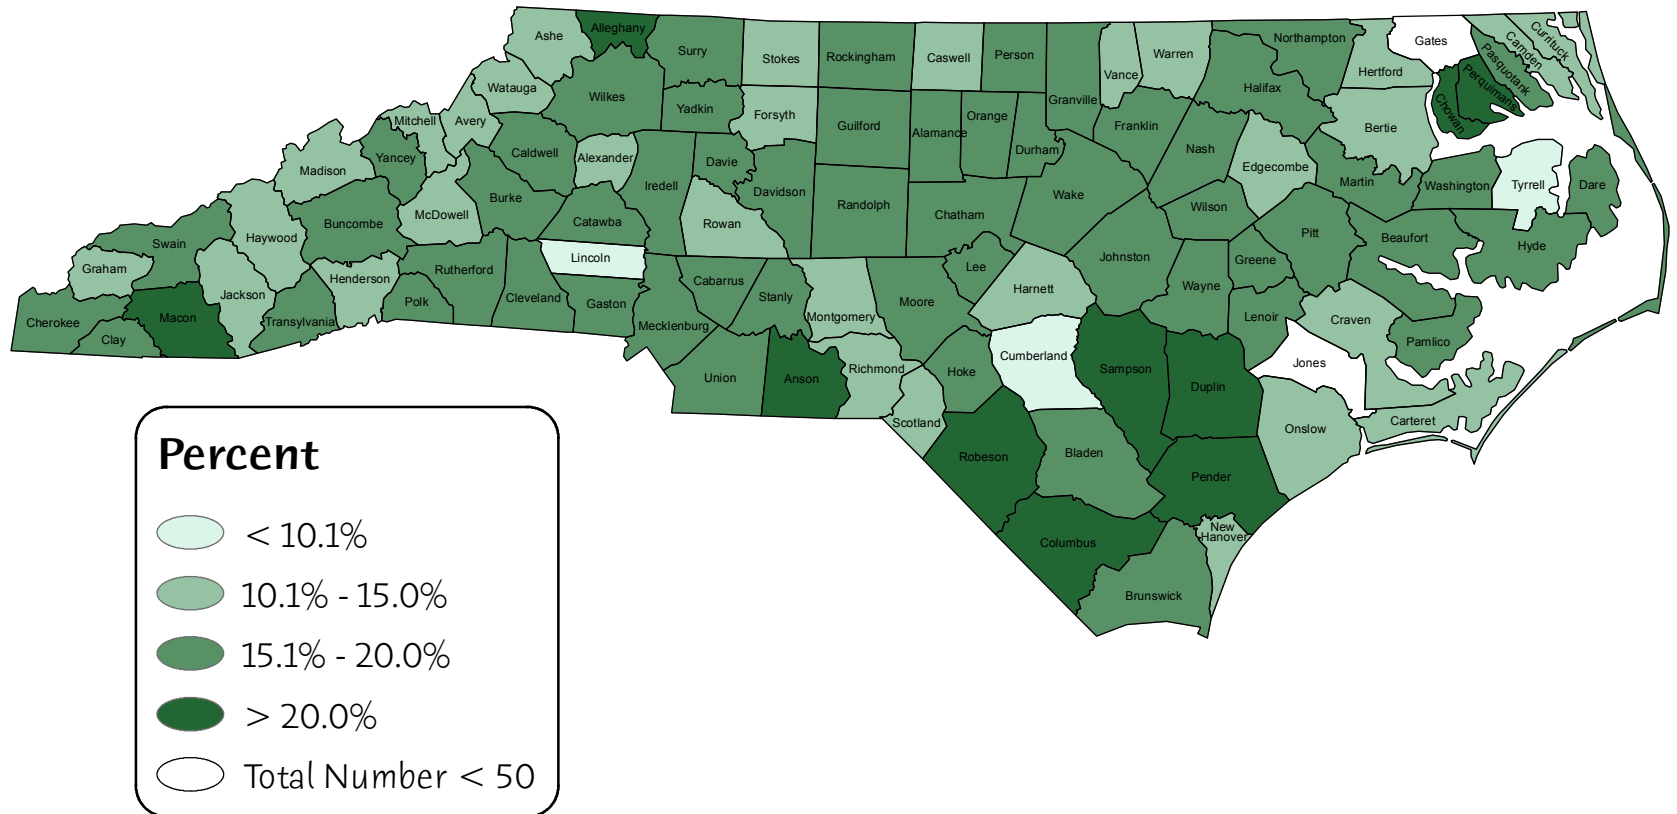 Alleghany
Ashe
Surry
Stokes
Rockingham
Caswell
Person
Northampton
Gates
Currituck
Camden
Pasquotank
Perquimans
Chowan
Warren
Vance
Hertford
Granville
Halifax
Watauga
Wilkes
Yadkin
Forsyth
Guilford
Alamance
Orange
Durham
Franklin
Bertie
Mitchell
Avery
Caldwell
Alexander
Davie
Iredell
Davidson
Nash
Edgecombe
Martin
Washington
Tyrrell
Dare
Madison
Yancey
Burke
McDowell
Catawba
Rowan
Randolph
Chatham
Wake
Wilson
Pitt
Beaufort
Hyde
Buncombe
Haywood
Swain
Graham
Jackson
Henderson
Rutherford
Lincoln
Cabarrus
Stanly
Montgomery
Moore
Lee
Harnett
Johnston
Greene
Wayne
Lenoir
Craven
Pamlico
Cherokee
Clay
Macon
Transylvania
Polk
Cleveland
Gaston
Mecklenburg
Union
Anson
Richmond
Hoke
Cumberland
Sampson
Duplin
Jones
Onslow
Carteret
Scotland
Robeson
Bladen
Pender
Columbus
New
Hanover
Brunswick
Percent
< 10.1%
10.1% - 15.0%
15.1% - 20.0%
> 20.0%
Total Number < 50